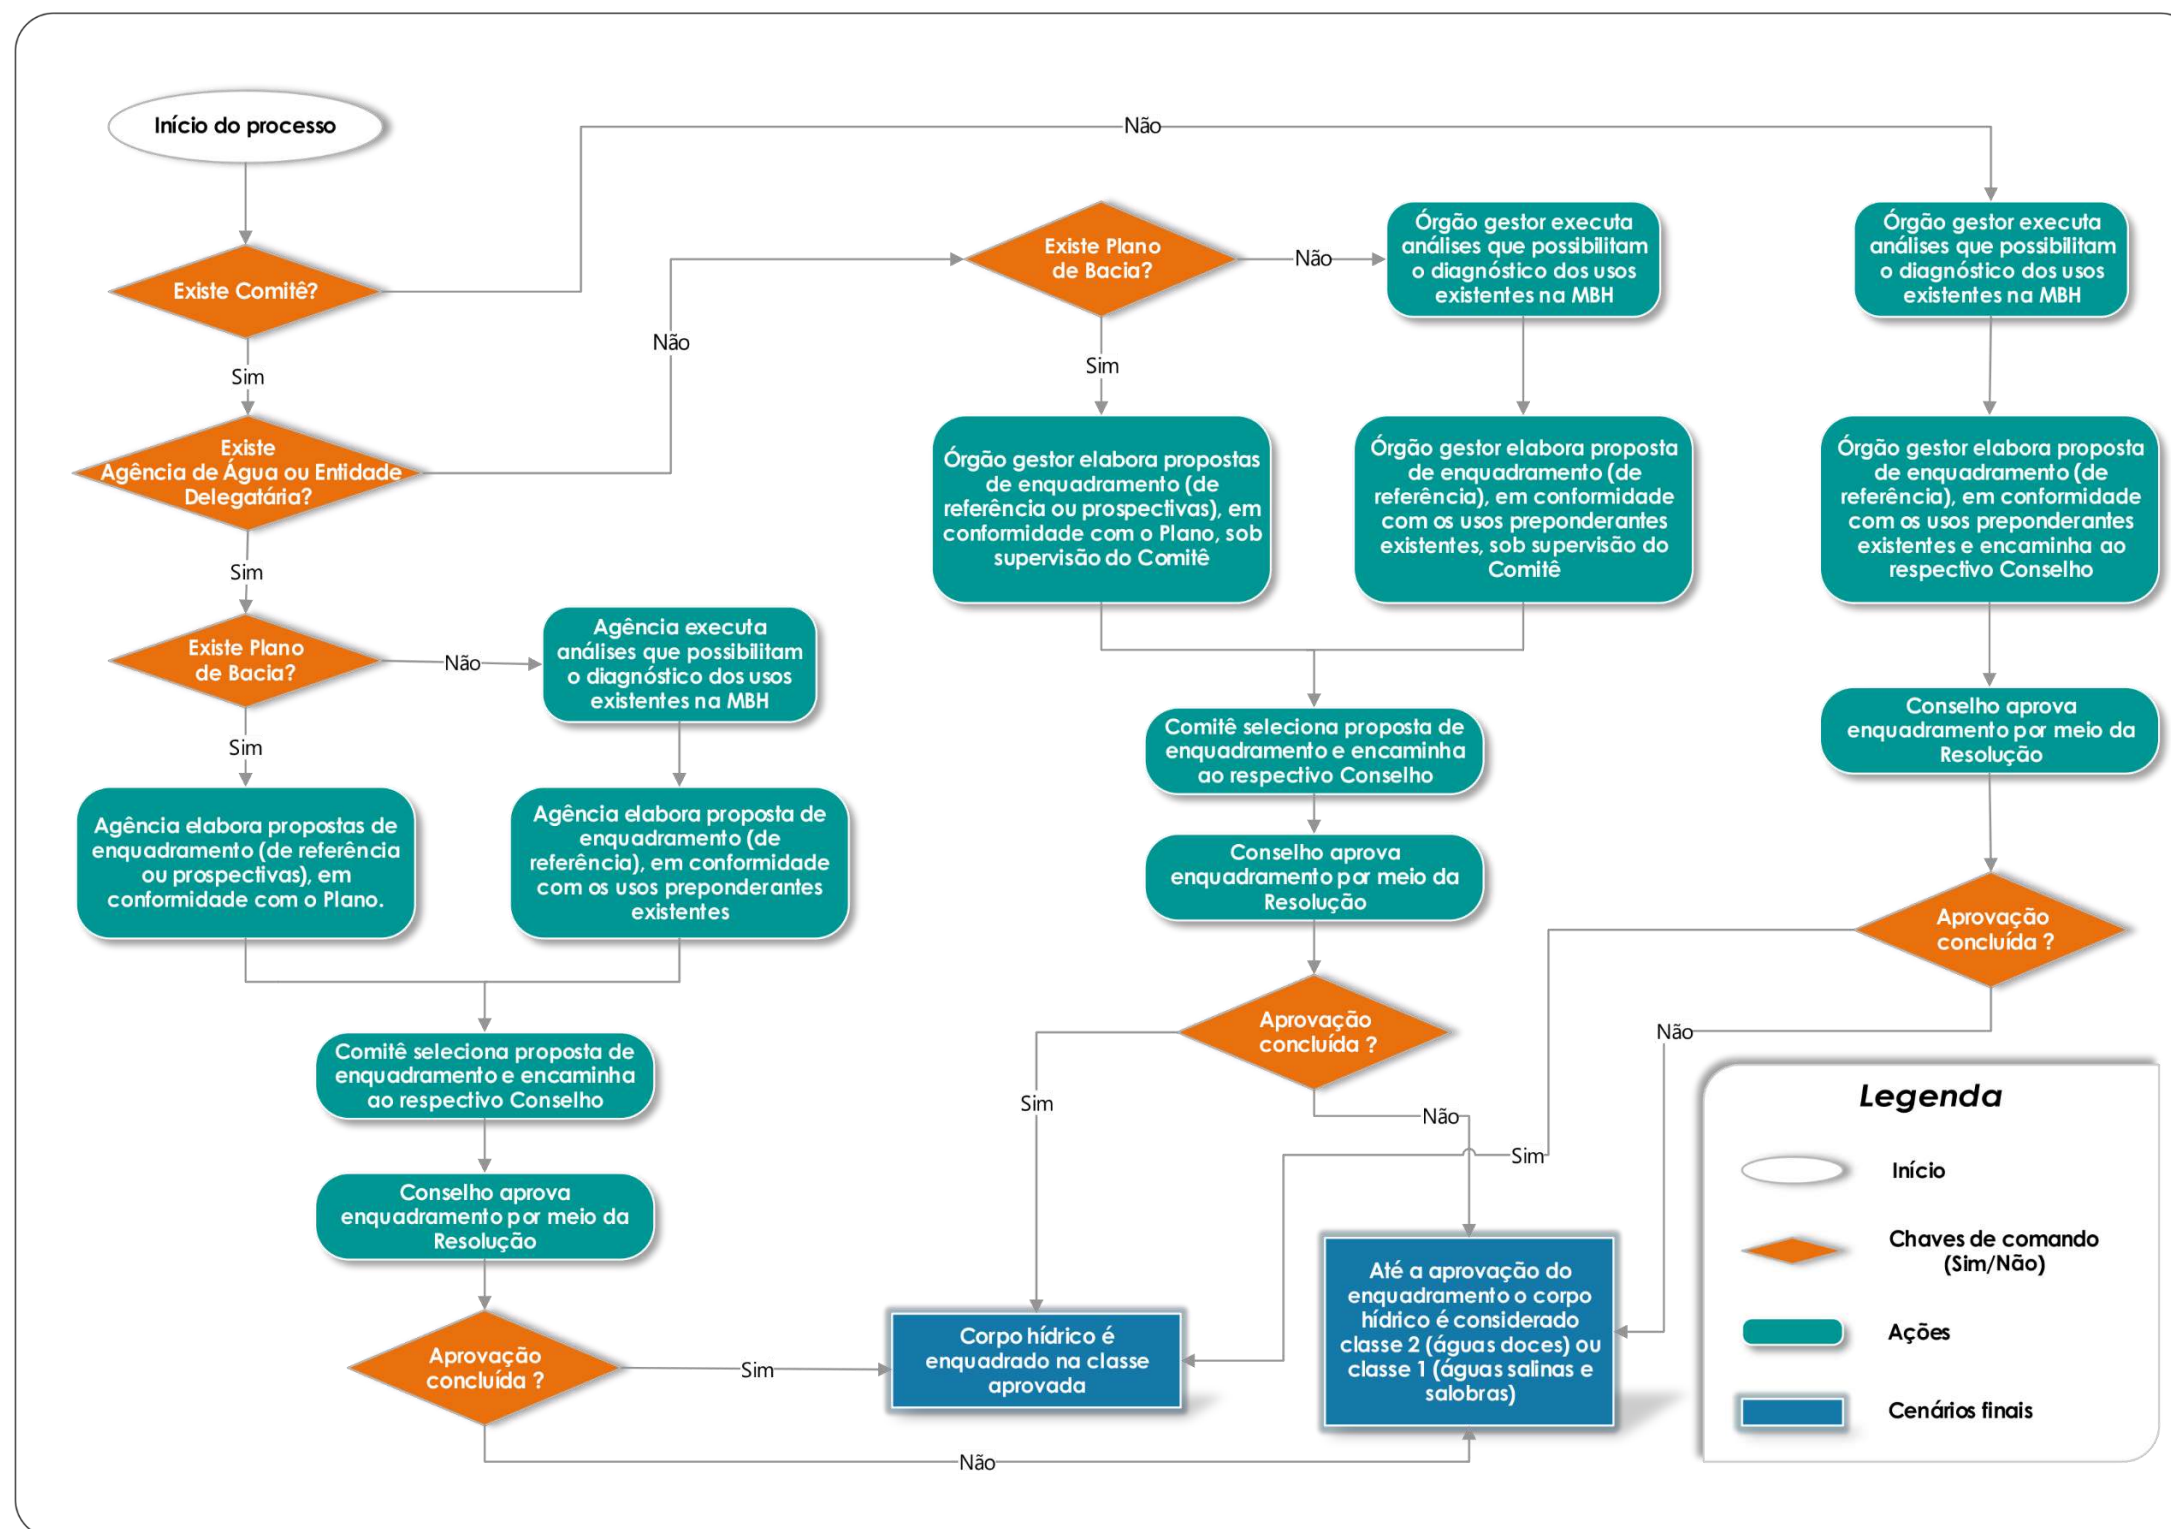 Início do processo
Não
Existe Comitê?
Sim
Existe
Agência de Água ou Entidade
Delegatária?
Não
Sim
Existe Plano
de Bacia?
Não
Sim
Agência executa
análises que possibilitam
o diagnóstico dos usos
existentes na MBH
Agência elabora propostas de
enquadramento (de referência
ou prospectivas), em
conformidade com o Plano.
Agência elabora proposta de
enquadramento (de
referência), em conformidade
com os usos preponderantes
existentes
Comitê seleciona proposta de
enquadramento e encaminha
ao respectivo Conselho
Conselho aprova
enquadramento por meio da
Resolução
Aprovação
concluída ?
Sim
Não
Existe Plano
de Bacia?
Não
Sim
Órgão gestor executa
análises que possibilitam
o diagnóstico dos usos
existentes na MBH
Órgão gestor elabora propostas
de enquadramento (de
referência ou prospectivas), em
conformidade com o Plano, sob
supervisão do Comitê
Órgão gestor elabora proposta
de enquadramento (de
referência), em conformidade
com os usos preponderantes
existentes, sob supervisão do
Comitê
Comitê seleciona proposta de
enquadramento e encaminha
ao respectivo Conselho
Conselho aprova
enquadramento por meio da
Resolução
Aprovação
concluída ?
Sim
Não
Órgão gestor executa
análises que possibilitam
o diagnóstico dos usos
existentes na MBH
Órgão gestor elabora proposta
de enquadramento (de
referência), em conformidade
com os usos preponderantes
existentes e encaminha ao
respectivo Conselho
Conselho aprova
enquadramento por meio da
Resolução
Aprovação
concluída ?
Sim
Não
Corpo hídrico é
enquadrado na classe
aprovada
Até a aprovação do
enquadramento o corpo
hídrico é considerado
classe 2 (águas doces) ou
classe 1 (águas salinas e
salobras)
Legenda
Início
Chaves de comando
(Sim/Não)
Ações
Cenários finais